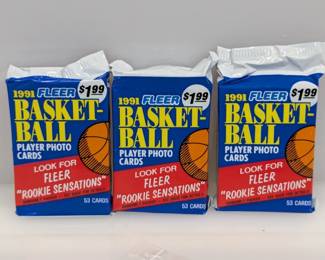 1991 FLEER $1.99
BASKET-
BALL
PLAYER PHOTO
CARDS
LOOK FOR
FLEER
"ROOKIE SENSATIONS"
53 CARDS
1991 FLEER $1.99
BASKET-
BALL
PLAYER PHOTO
CARDS
LOOK FOR
FLEER
"ROOKIE SENSATIONS"
53 CARDS
1991 FLEER $1.99
BASKET-
BALL
PLAYER PHOTO
CARDS
LOOK FOR
FLEER
"ROOKIE SENSATIONS"
53 CARDS